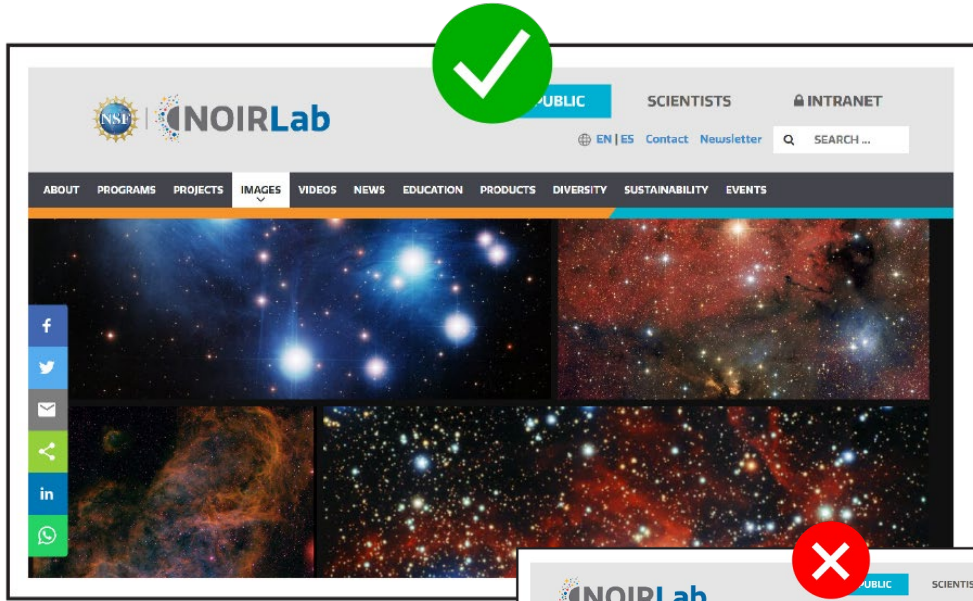 PUBLIC SCIENTISTS INTRANET
NSF NOIRLab
EN | ES Contact Newsletter SEARCH ...
ABOUT PROGRAMS PROJECTS IMAGES VIDEOS NEWS EDUCATION PRODUCTS DIVERSITY SUSTAINABILITY EVENTS
f
in
PUBLIC
NOIRLab